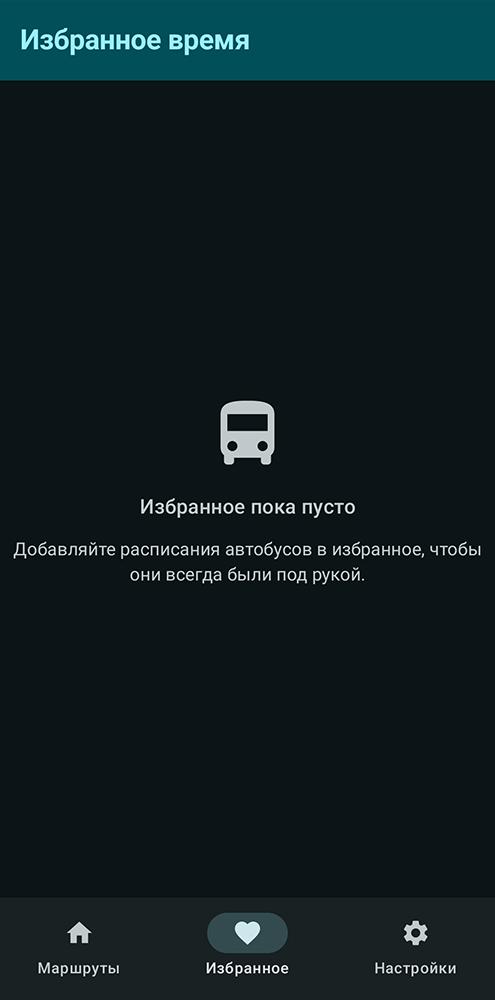 Избранное время
Избранное пока пусто
Добавляйте расписания автобусов в избранное, чтобы
они всегда были под рукой.
Маршруты
Избранное
Настройки